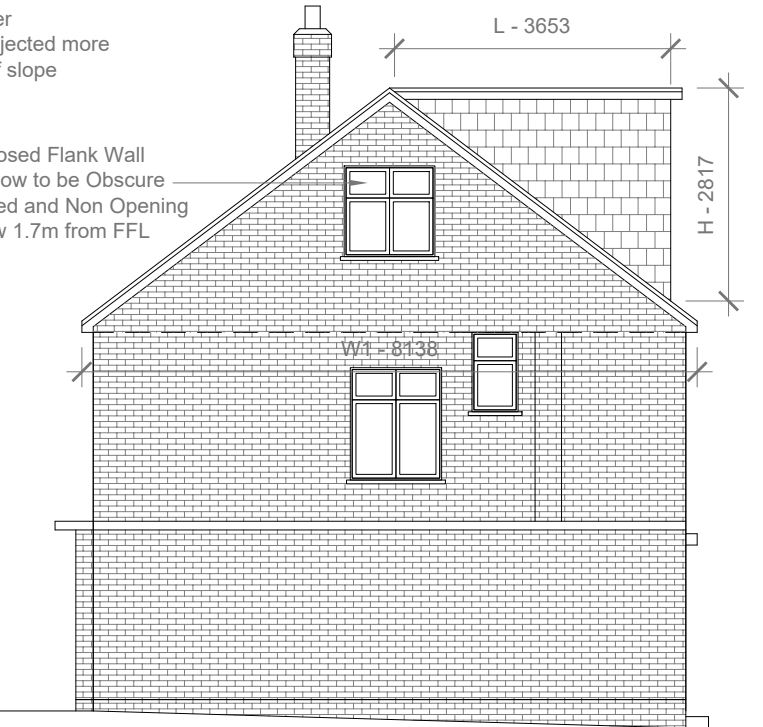 er
jected more
f slope
L - 3653
osed Flank Wall
ow to be Obscure
ed and Non Opening
w 1.7m from FFL
H - 2817
W1 - 8138